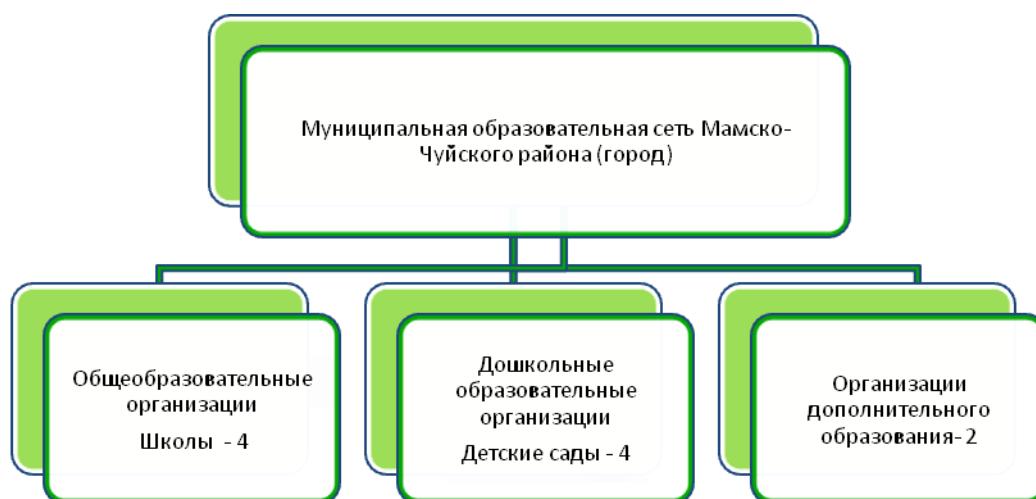 Муниципальная образовательная сеть Мамско-
Чуйского района (город)
Общеобразовательные
организации
Школы - 4
Дошкольные
образовательные
организации
Детские сады - 4
Организации
дополнительного
образования- 2